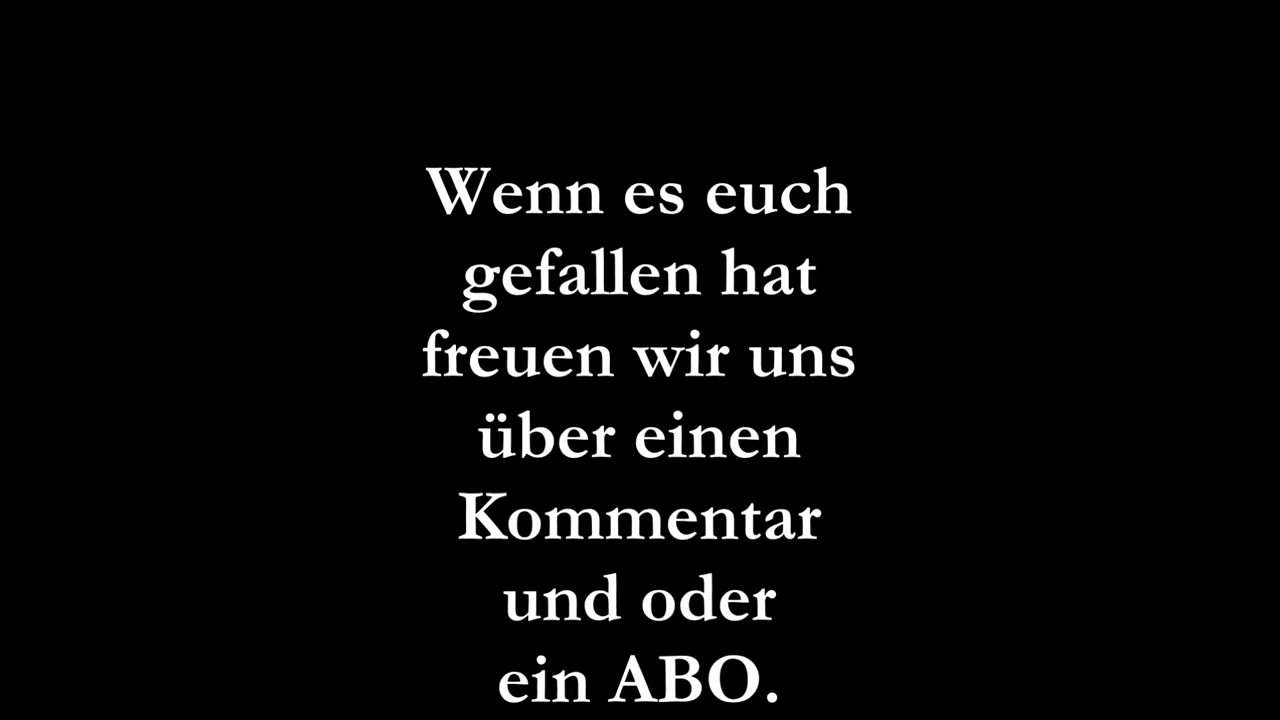 Wenn es euch
gefallen hat
freuen wir uns
über einen
Kommentar
und oder
ein ABO.